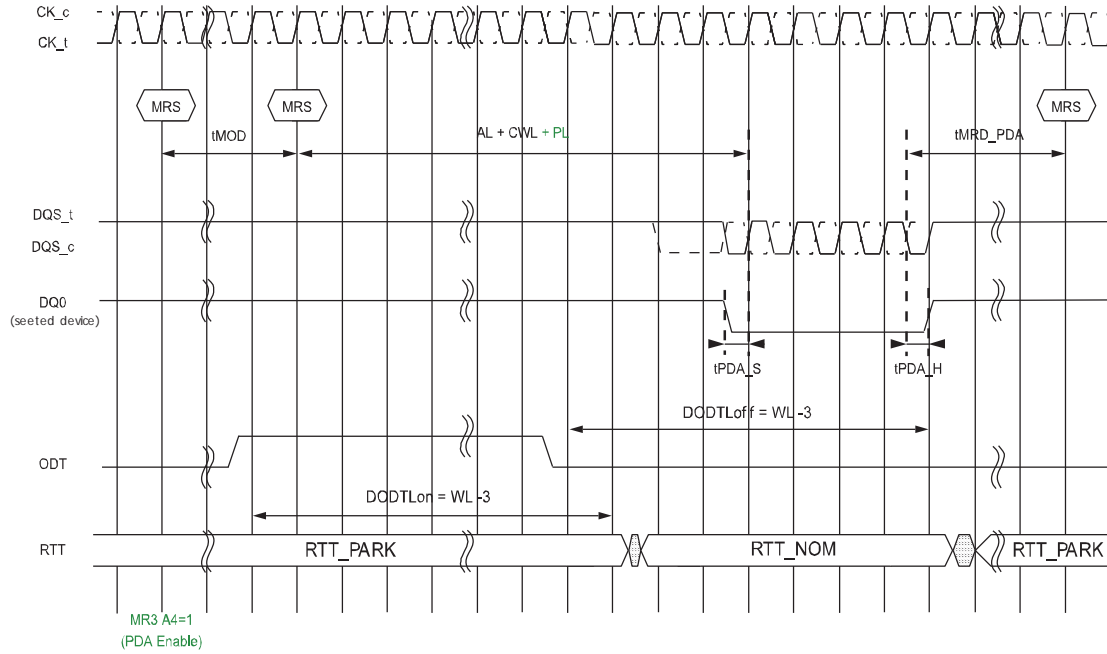 CK_c
CK_t
MRS
MRS
MRS
tMOD
AL + CWL + PL
tMRD_PDA
DQS_t
DQS_c
DQ0
(seeted device)
tPDA_S
tPDA_H
DODTLoff = WL -3
ODT
DODTLon = WL -3
RTT
RTT_PARK
RTT_NOM
RTT_PARK
MR3 A4=1
(PDA Enable)